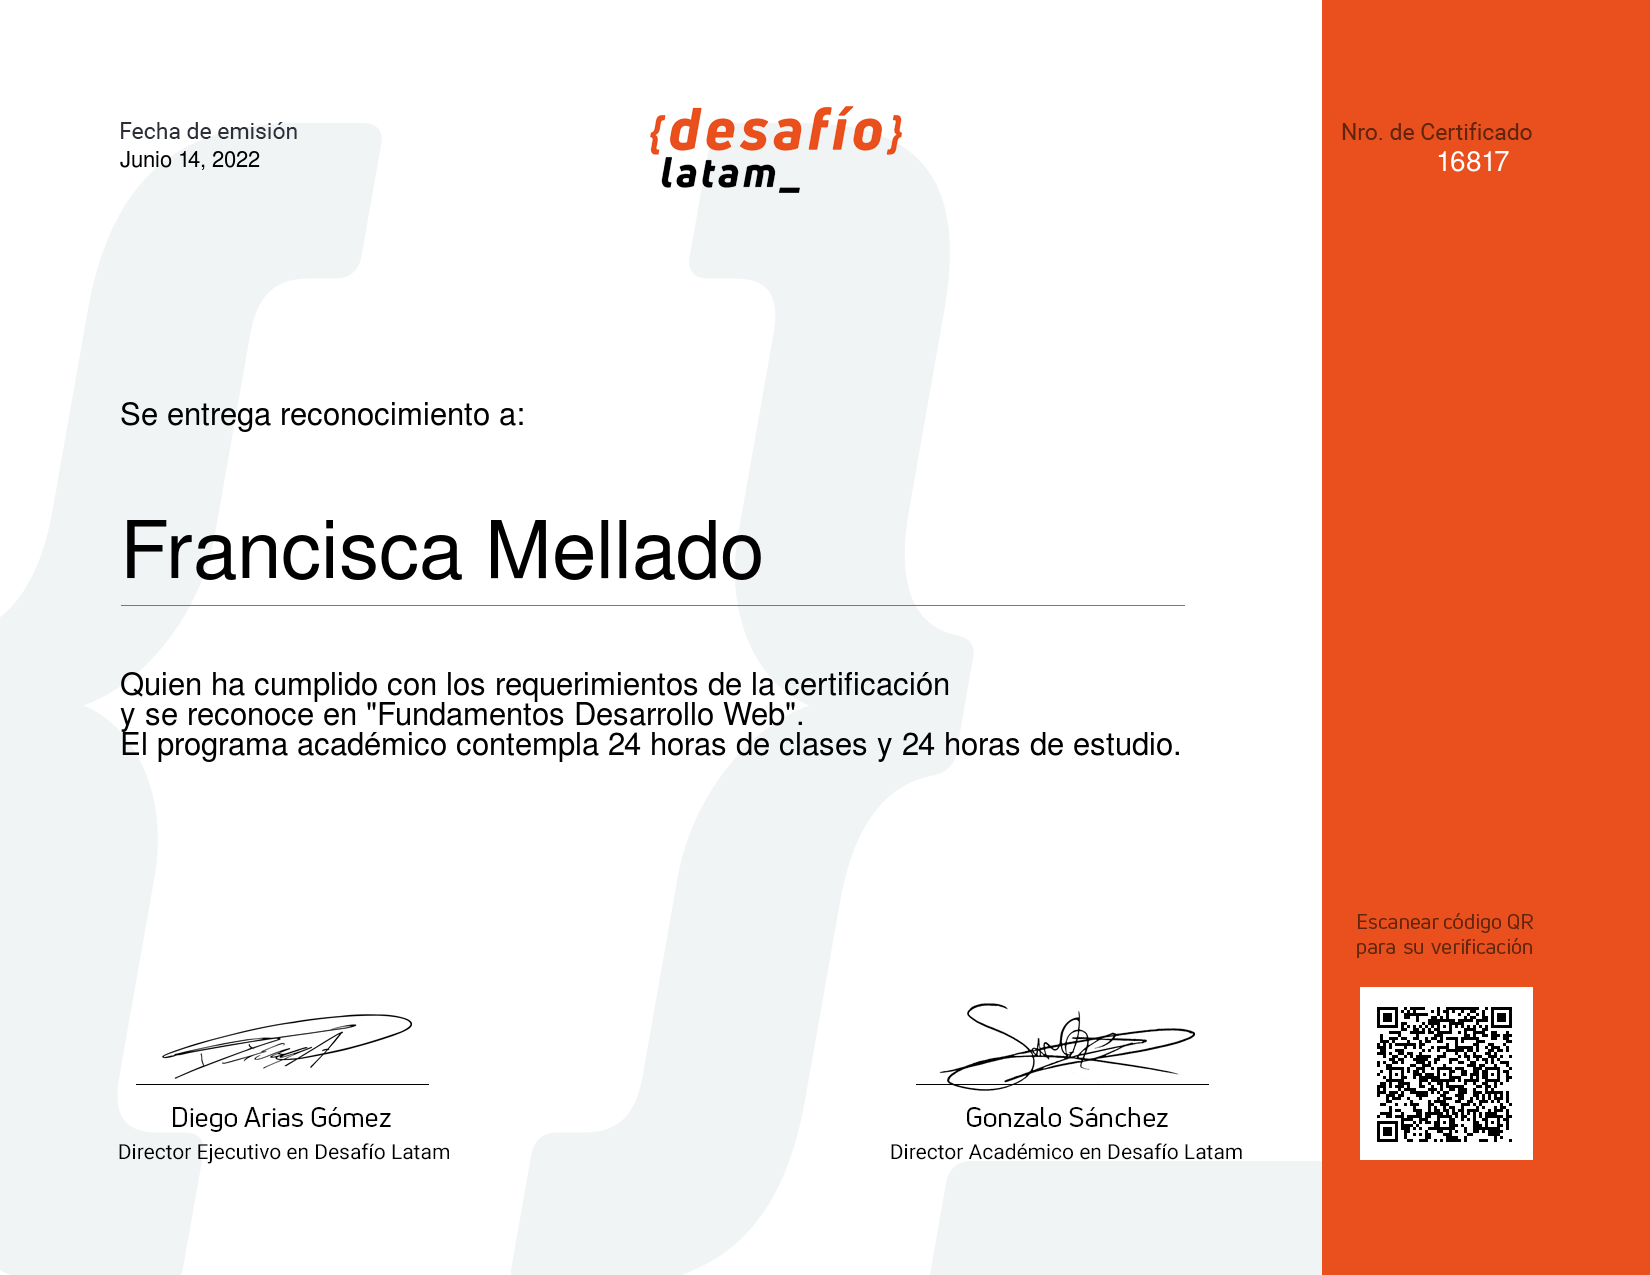 Fecha de emisión
Junio 14, 2022
{desafío}
latam_
Nro. de Certificado
16817
Se entrega reconocimiento a:
Francisca Mellado
Quien ha cumplido con los requerimientos de la certificación
y se reconoce en "Fundamentos Desarrollo Web".
El programa académico contempla 24 horas de clases y 24 horas de estudio.
Escanear código QR
para su verificación
Diego Arias Gómez
Director Ejecutivo en Desafío Latam
Gonzalo Sánchez
Director Académico en Desafío Latam